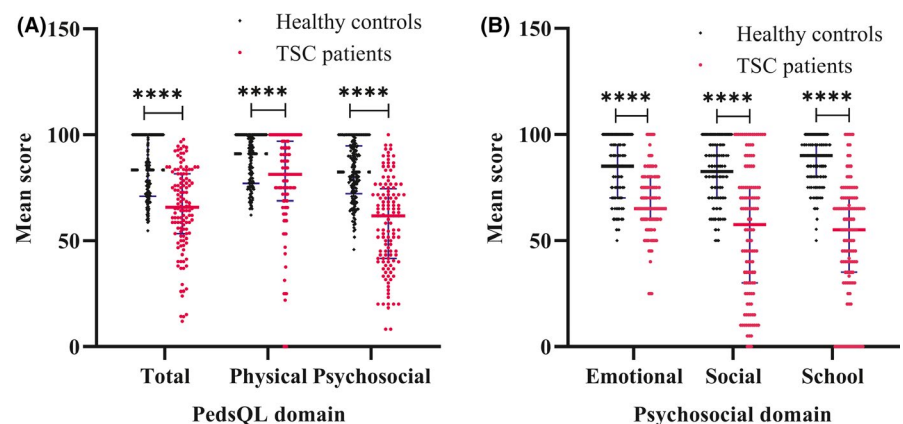 (A)
150
100
50
0
Mean score
Healthy controls
TSC patients
****
****
****
Total Physical Psychosocial
PedsQL domain
(B)
150
100
50
0
Mean score
Healthy controls
TSC patients
****
****
****
Emotional Social School
Psychosocial domain